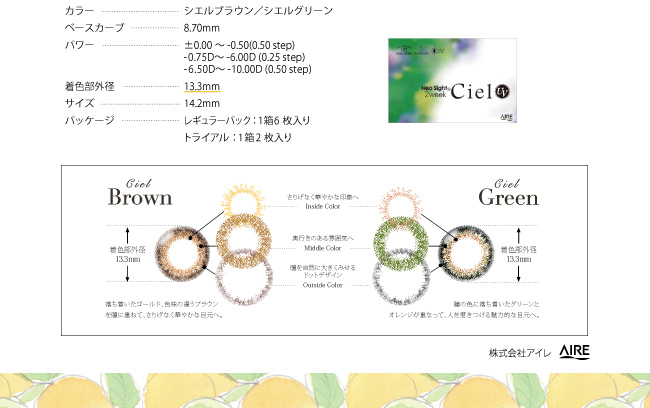 カラー シエルブラウン／シエルグリーン
ベースカーブ 8.70mm
パワー ±0.00 〜 -0.50(0.50 step)
-0.75D〜 -6.00D (0.25 step)
-6.50D〜 -10.00D (0.50 step)
着色部外径 13.3mm
サイズ 14.2mm
パッケージ レギュラーパック：1箱6 枚入り
トライアル：1箱2 枚入り
Neo Sight
2week
Ciel UV
AIRE
Ciel
Brown
着色部外径
13.3mm
落ち着いたゴールド、色味の違うブラウン
を瞳に重ねて、さりげなく華やかな目元へ。
さりげなく華やかな印象へ
Inside Color
奥行きのある雰囲気へ
Middle Color
瞳を自然に大きくみせる
ドットデザイン
Outside Color
Ciel
Green
着色部外径
13.3mm
瞳の色に落ち着いたグリーンと
オレンジが重なって、人を惹きつける魅力的な目元へ。
株式会社アイレ AIRE